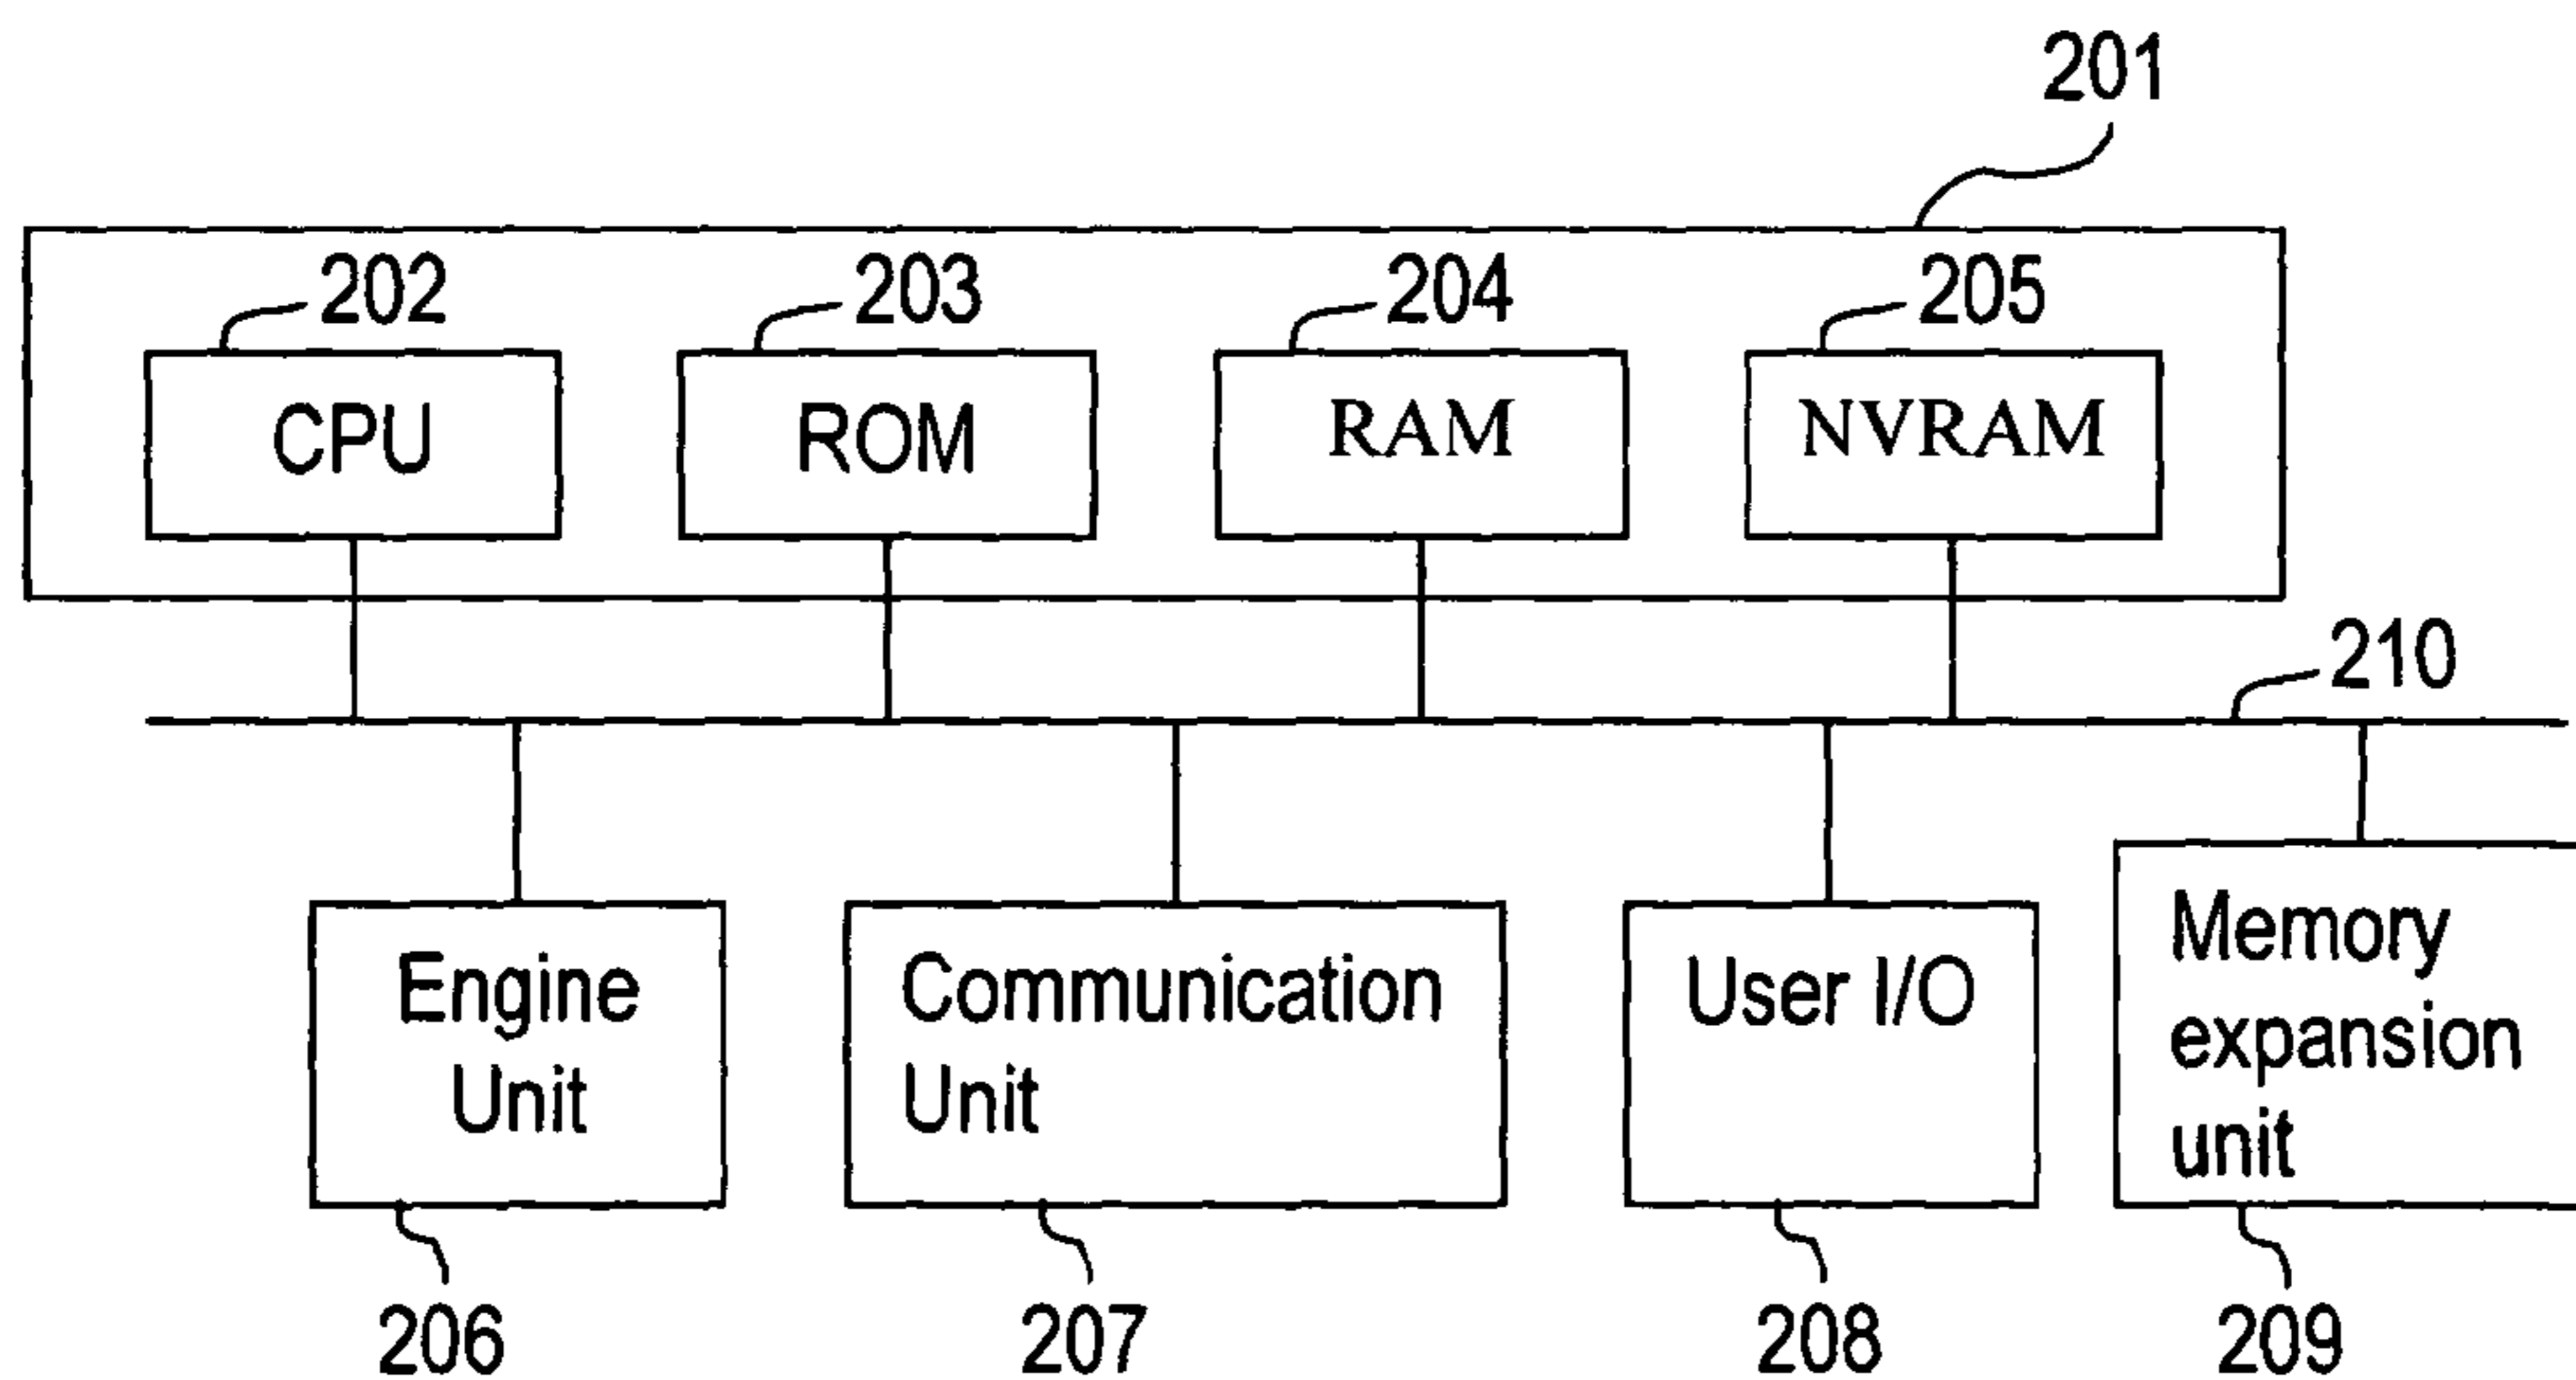 201
202
203
204
205
CPU
ROM
RAM
NVRAM
210
Engine
Unit
Communication
Unit
User I/O
Memory
expansion
unit
206
207
208
209